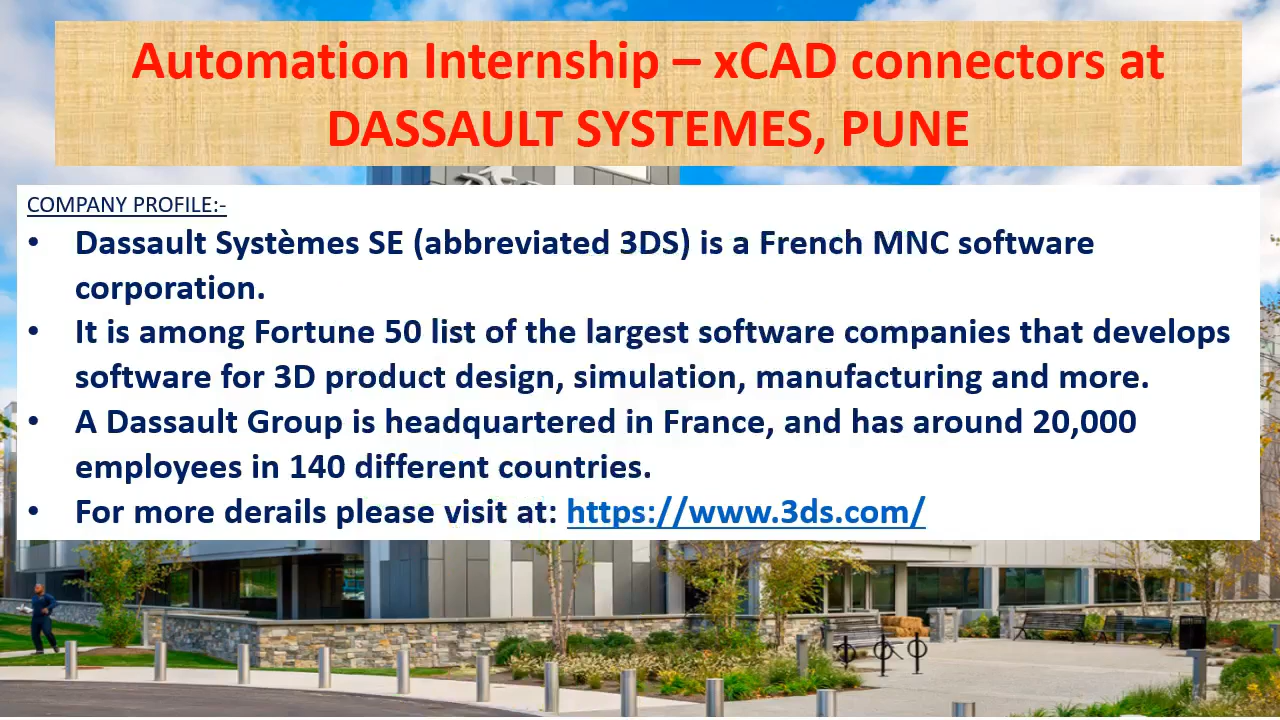 Automation Internship – xCAD connectors at
DASSAULT SYSTEMES, PUNE
COMPANY PROFILE:-
• Dassault Systèmes SE (abbreviated 3DS) is a French MNC software
corporation.
• It is among Fortune 50 list of the largest software companies that develops
software for 3D product design, simulation, manufacturing and more.
• A Dassault Group is headquartered in France, and has around 20,000
employees in 140 different countries.
• For more derails please visit at: https://www.3ds.com/